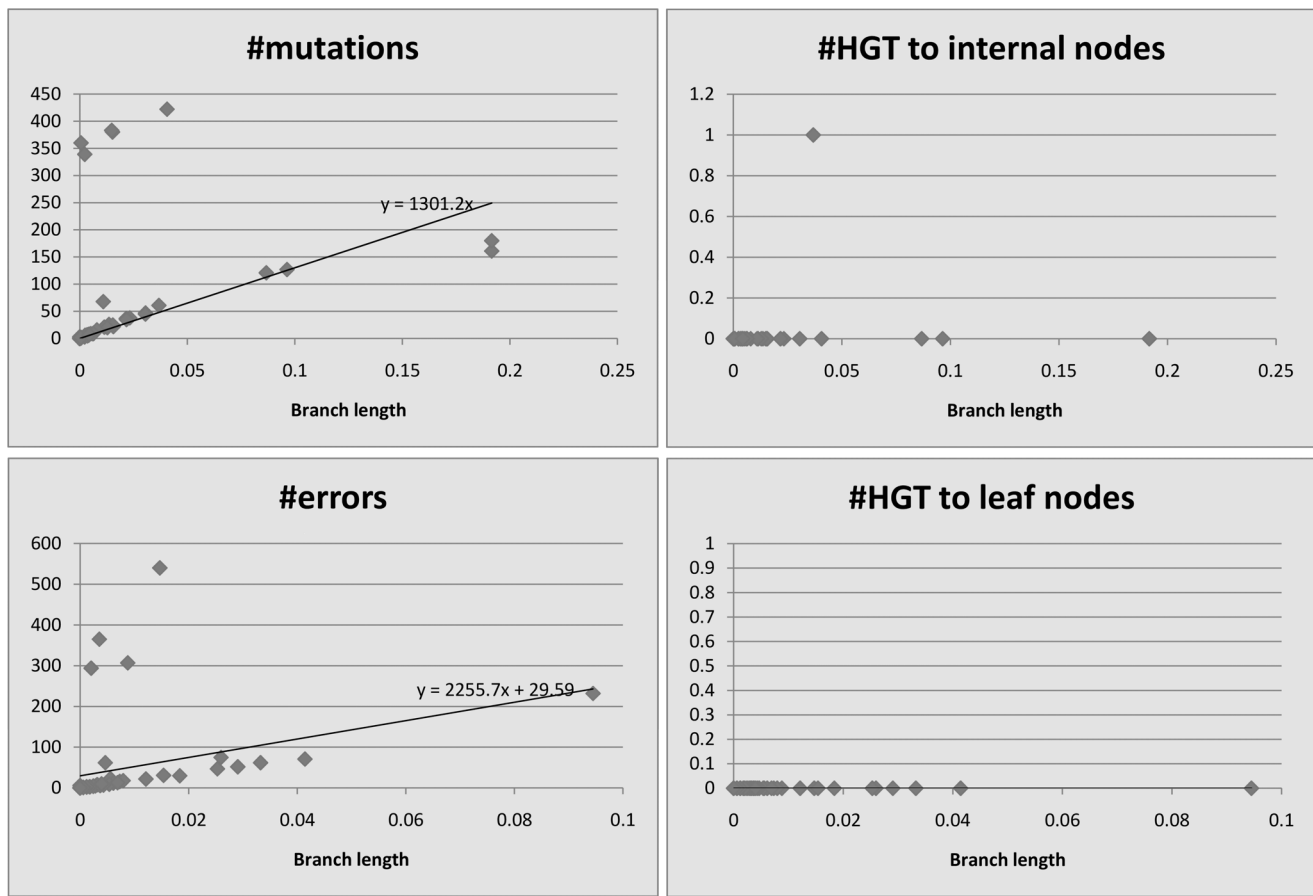 #mutations
450
400
350
300
250
200
150
100
50
0
y = 1301.2x
0 0.05 0.1 0.15 0.2 0.25
Branch length
#HGT to internal nodes
1.2
1
0.8
0.6
0.4
0.2
0
0 0.05 0.1 0.15 0.2 0.25
Branch length
#errors
600
500
400
300
200
100
0
y = 2255.7x + 29.59
0 0.02 0.04 0.06 0.08 0.1
Branch length
#HGT to leaf nodes
1
0.9
0.8
0.7
0.6
0.5
0.4
0.3
0.2
0.1
0
0 0.02 0.04 0.06 0.08 0.1
Branch length